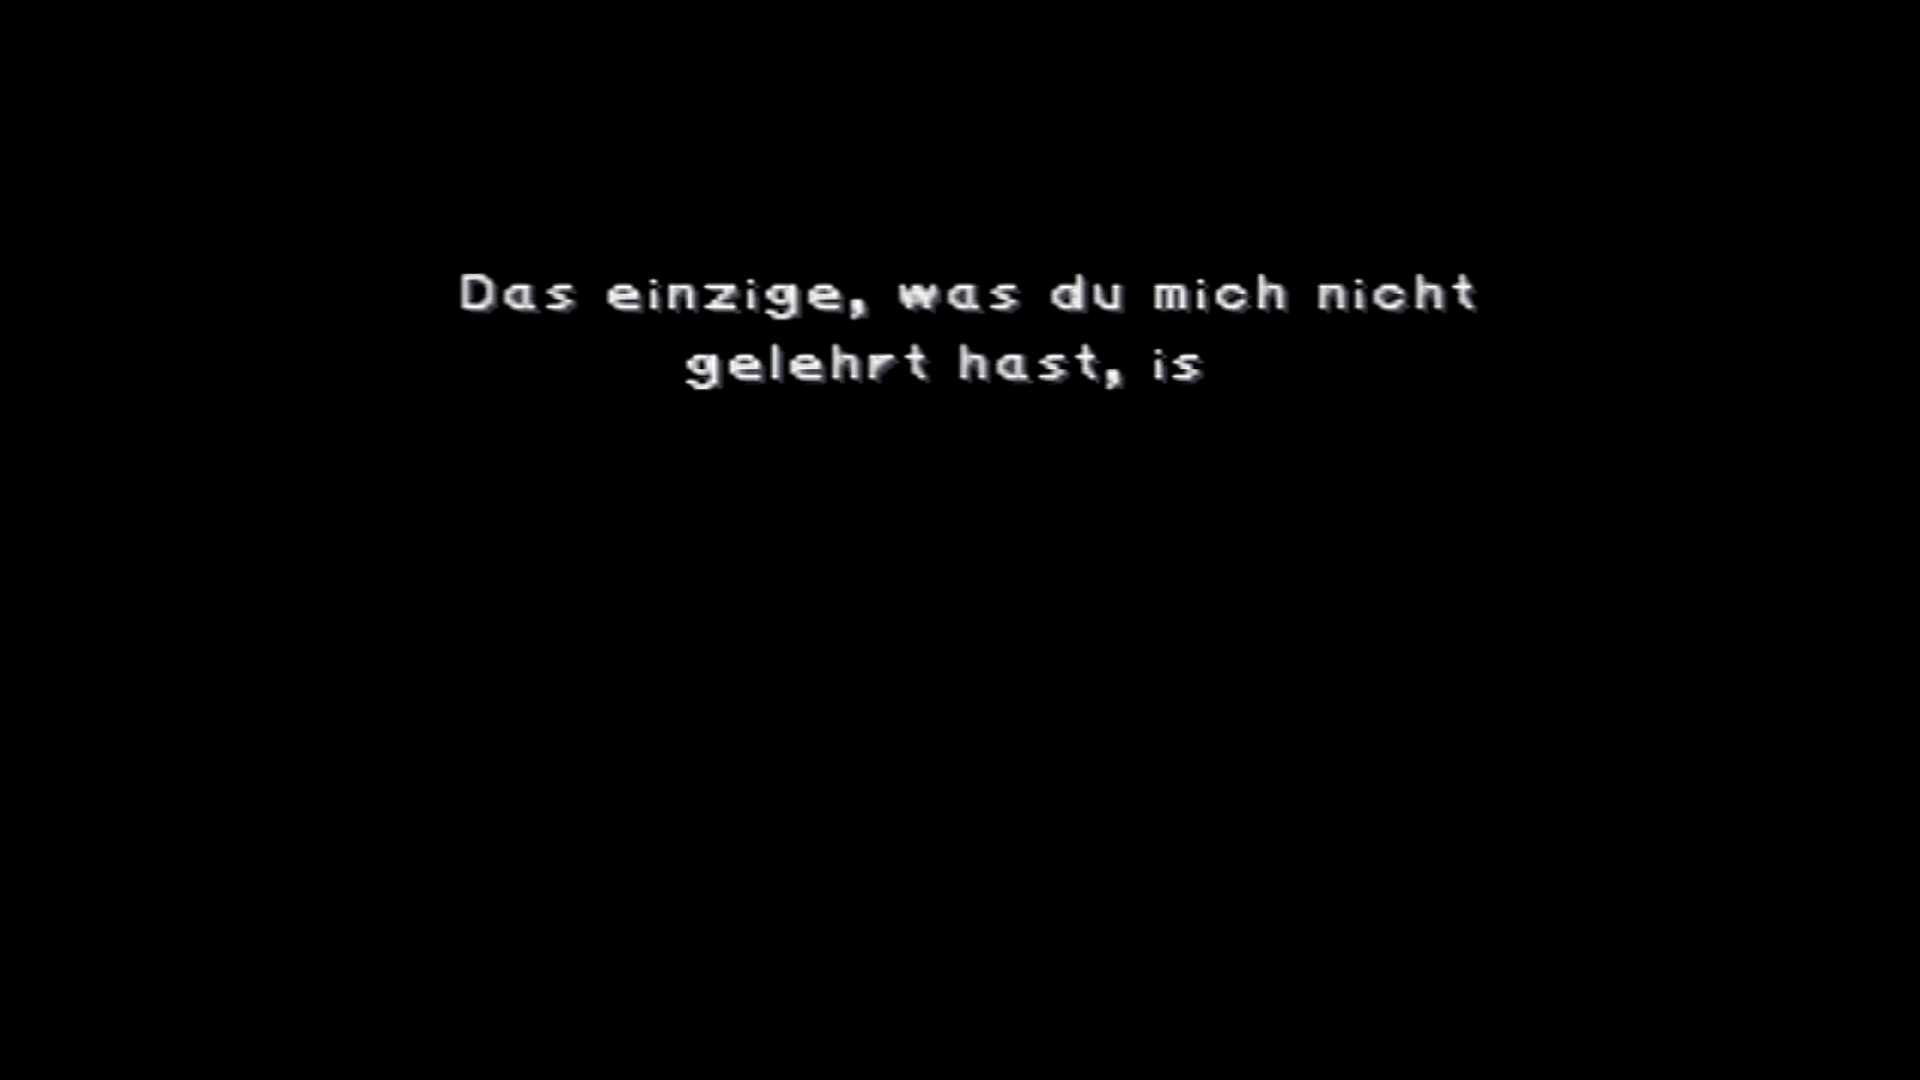 Das einzige, was du mich nicht
gelehrt hast, is